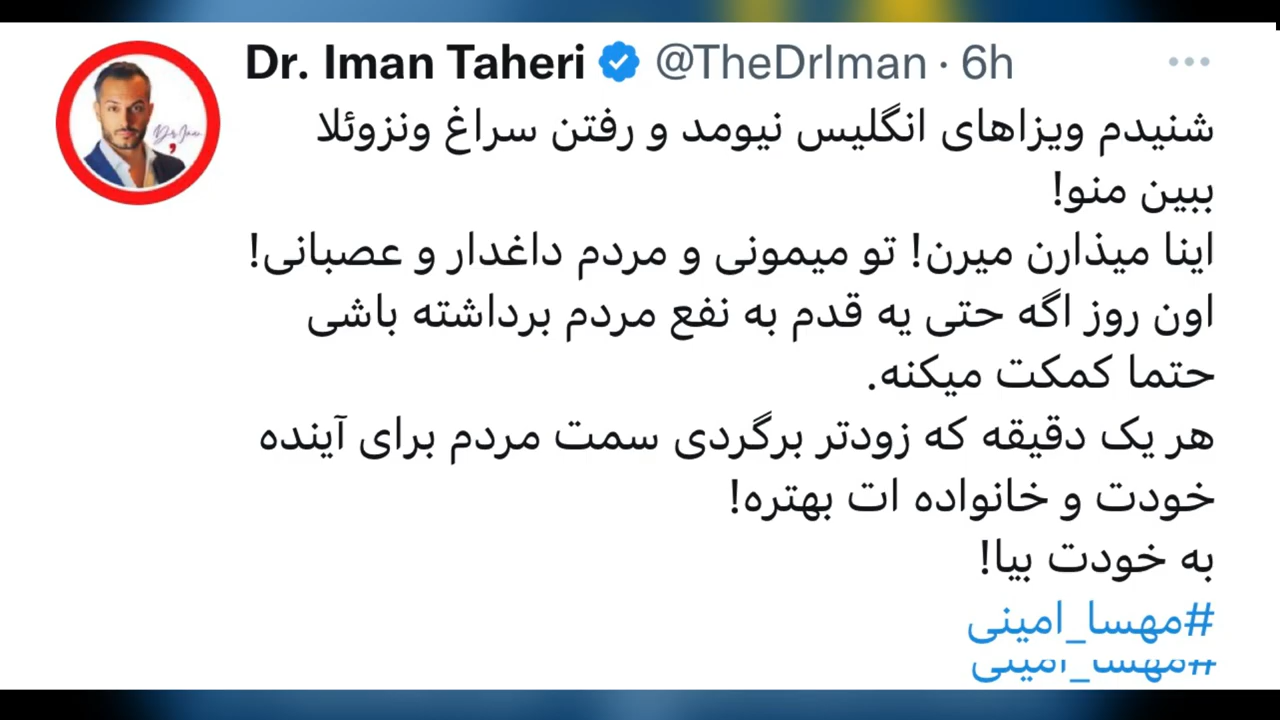 Dr. Iman Taheri @TheDrIman · 6h
شنیدم ویزاهای انگلیس نیومد و رفتن سراغ ونزوئلا
ببین منو!
اینا میذارن میرن! تو میمونی و مردم داغدار و عصبانی!
اون روز اگه حتی یه قدم به نفع مردم برداشته باشی
حتما کمکت میکنه.
هر یک دقیقه که زودتر برگردی سمت مردم برای آینده
خودت و خانواده ات بهتره!
به خودت بیا!
#مهسا_امینی
#مهسا_امینی